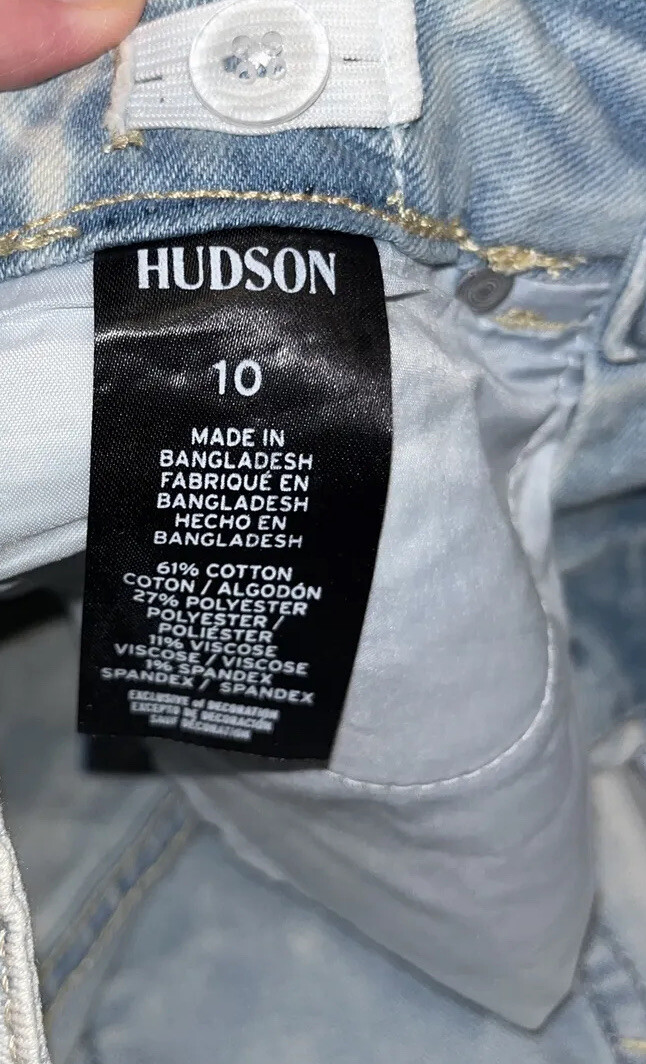 HUDSON
10
MADE IN
BANGLADESH
FABRIQUÉ EN
BANGLADESH
HECHO EN
BANGLADESH
61% COTTON
COTON / ALGODÓN
27% POLYESTER
POLYESTER /
POLIÉSTER
11% VISCOSE
VISCOSE / VISCOSE
1% SPANDEX
SPANDEX / SPANDEX
EXCLUSIVE of DECORATION
EXCEPTO DE DECORACIÓN
SAUF DÉCORATION